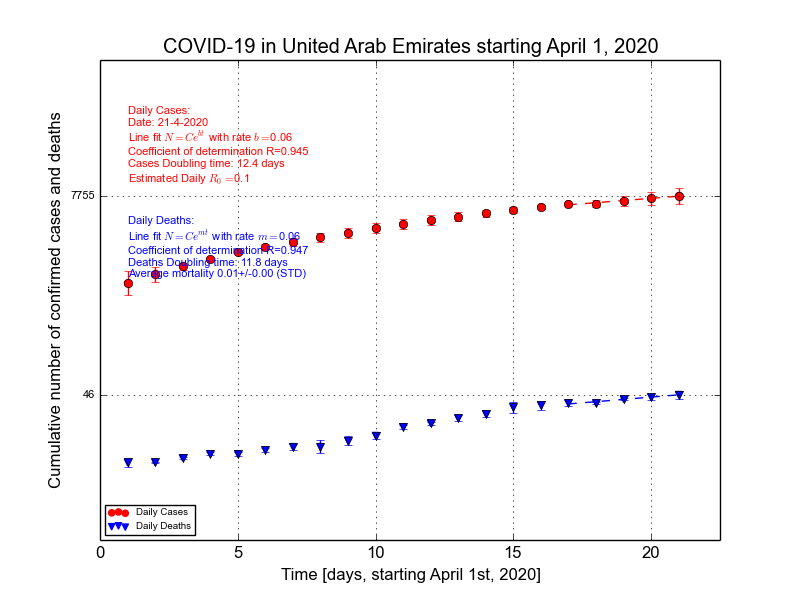 COVID-19 in United Arab Emirates starting April 1, 2020
Cumulative number of confirmed cases and deaths
7755
46
Daily Cases:
Date: 21-4-2020
Line fit N = Ce^{bt} with rate b =0.06
Coefficient of determination R=0.945
Cases Doubling time: 12.4 days
Estimated Daily R_0 =0.1
Daily Deaths:
Line fit N = Ce^{mt} with rate m =0.06
Coefficient of determination R=0.947
Deaths Doubling time: 11.8 days
Average mortality 0.01+/-0.00 (STD)
Daily Cases
Daily Deaths
0 5 10 15 20
Time [days, starting April 1st, 2020]